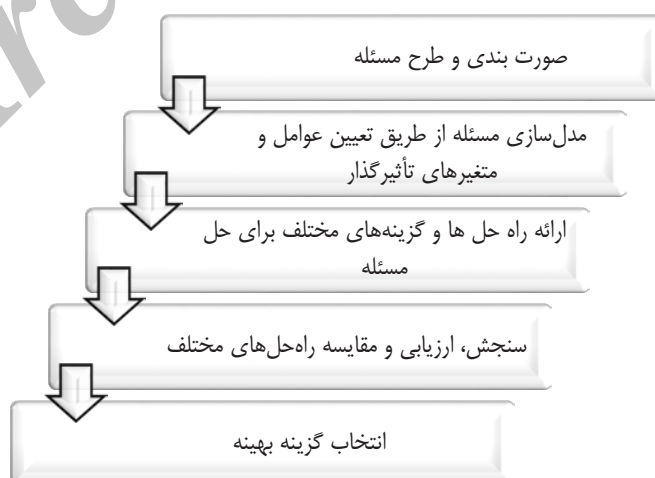 صورت بندی و طرح مسئله
مدل‌سازی مسئله از طریق تعیین عوامل و
متغیرهای تأثیرگذار
ارائه راه حل ها و گزینه‌های مختلف برای حل
مسئله
سنجش، ارزیابی و مقایسه راه‌حل‌های مختلف
انتخاب گزینه بهینه